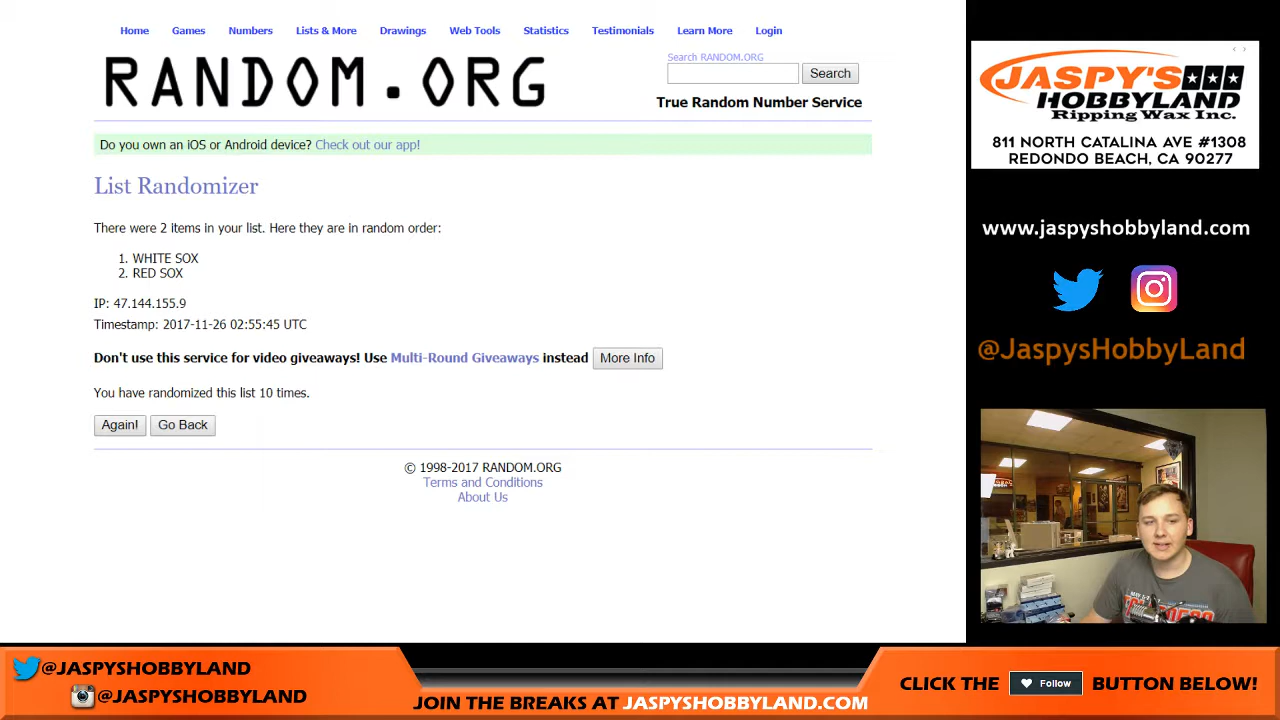 Home Games Numbers Lists & More Drawings Web Tools Statistics Testimonials Learn More Login
RANDOM.ORG
Search RANDOM.ORG
Search
True Random Number Service
Do you own an iOS or Android device? Check out our app!
List Randomizer
There were 2 items in your list. Here they are in random order:
1. WHITE SOX
2. RED SOX
IP: 47.144.155.9
Timestamp: 2017-11-26 02:55:45 UTC
Don't use this service for video giveaways! Use Multi-Round Giveaways instead More Info
You have randomized this list 10 times.
Again! Go Back
© 1998-2017 RANDOM.ORG
Terms and Conditions
About Us
JASPY'S
HOBBYLAND
Ripping Wax Inc.
811 NORTH CATALINA AVE #1308
REDONDO BEACH, CA 90277
www.jaspyshobbyland.com
@JaspysHobbyLand
@JASPYSHOBBYLAND
@JASPYSHOBBYLAND
JOIN THE BREAKS AT JASPYSHOBBYLAND.COM
CLICK THE Follow BUTTON BELOW!